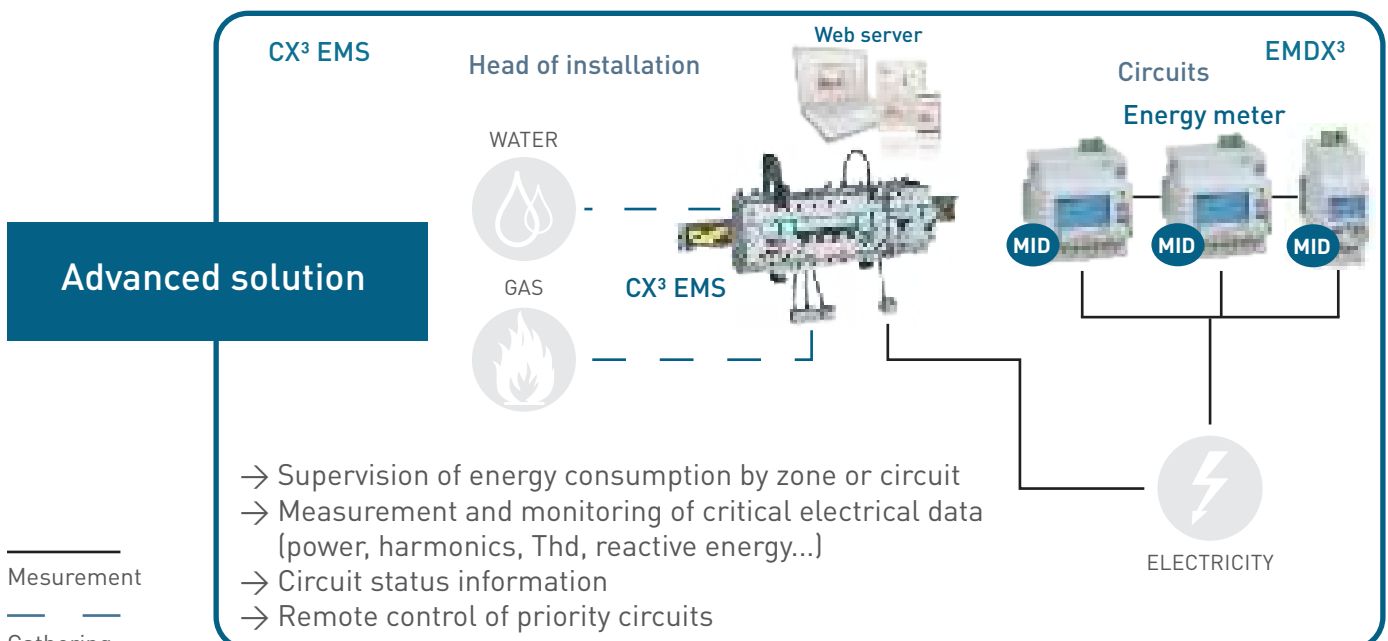 CX³ EMS
Head of installation
Web server
Circuits
EMDX³
Energy meter
WATER
MID
MID
MID
Advanced solution
GAS
CX³ EMS
→ Supervision of energy consumption by zone or circuit
→ Measurement and monitoring of critical electrical data
(power, harmonics, Thd, reactive energy...)
→ Circuit status information
→ Remote control of priority circuits
ELECTRICITY
Mesurement
Gathering